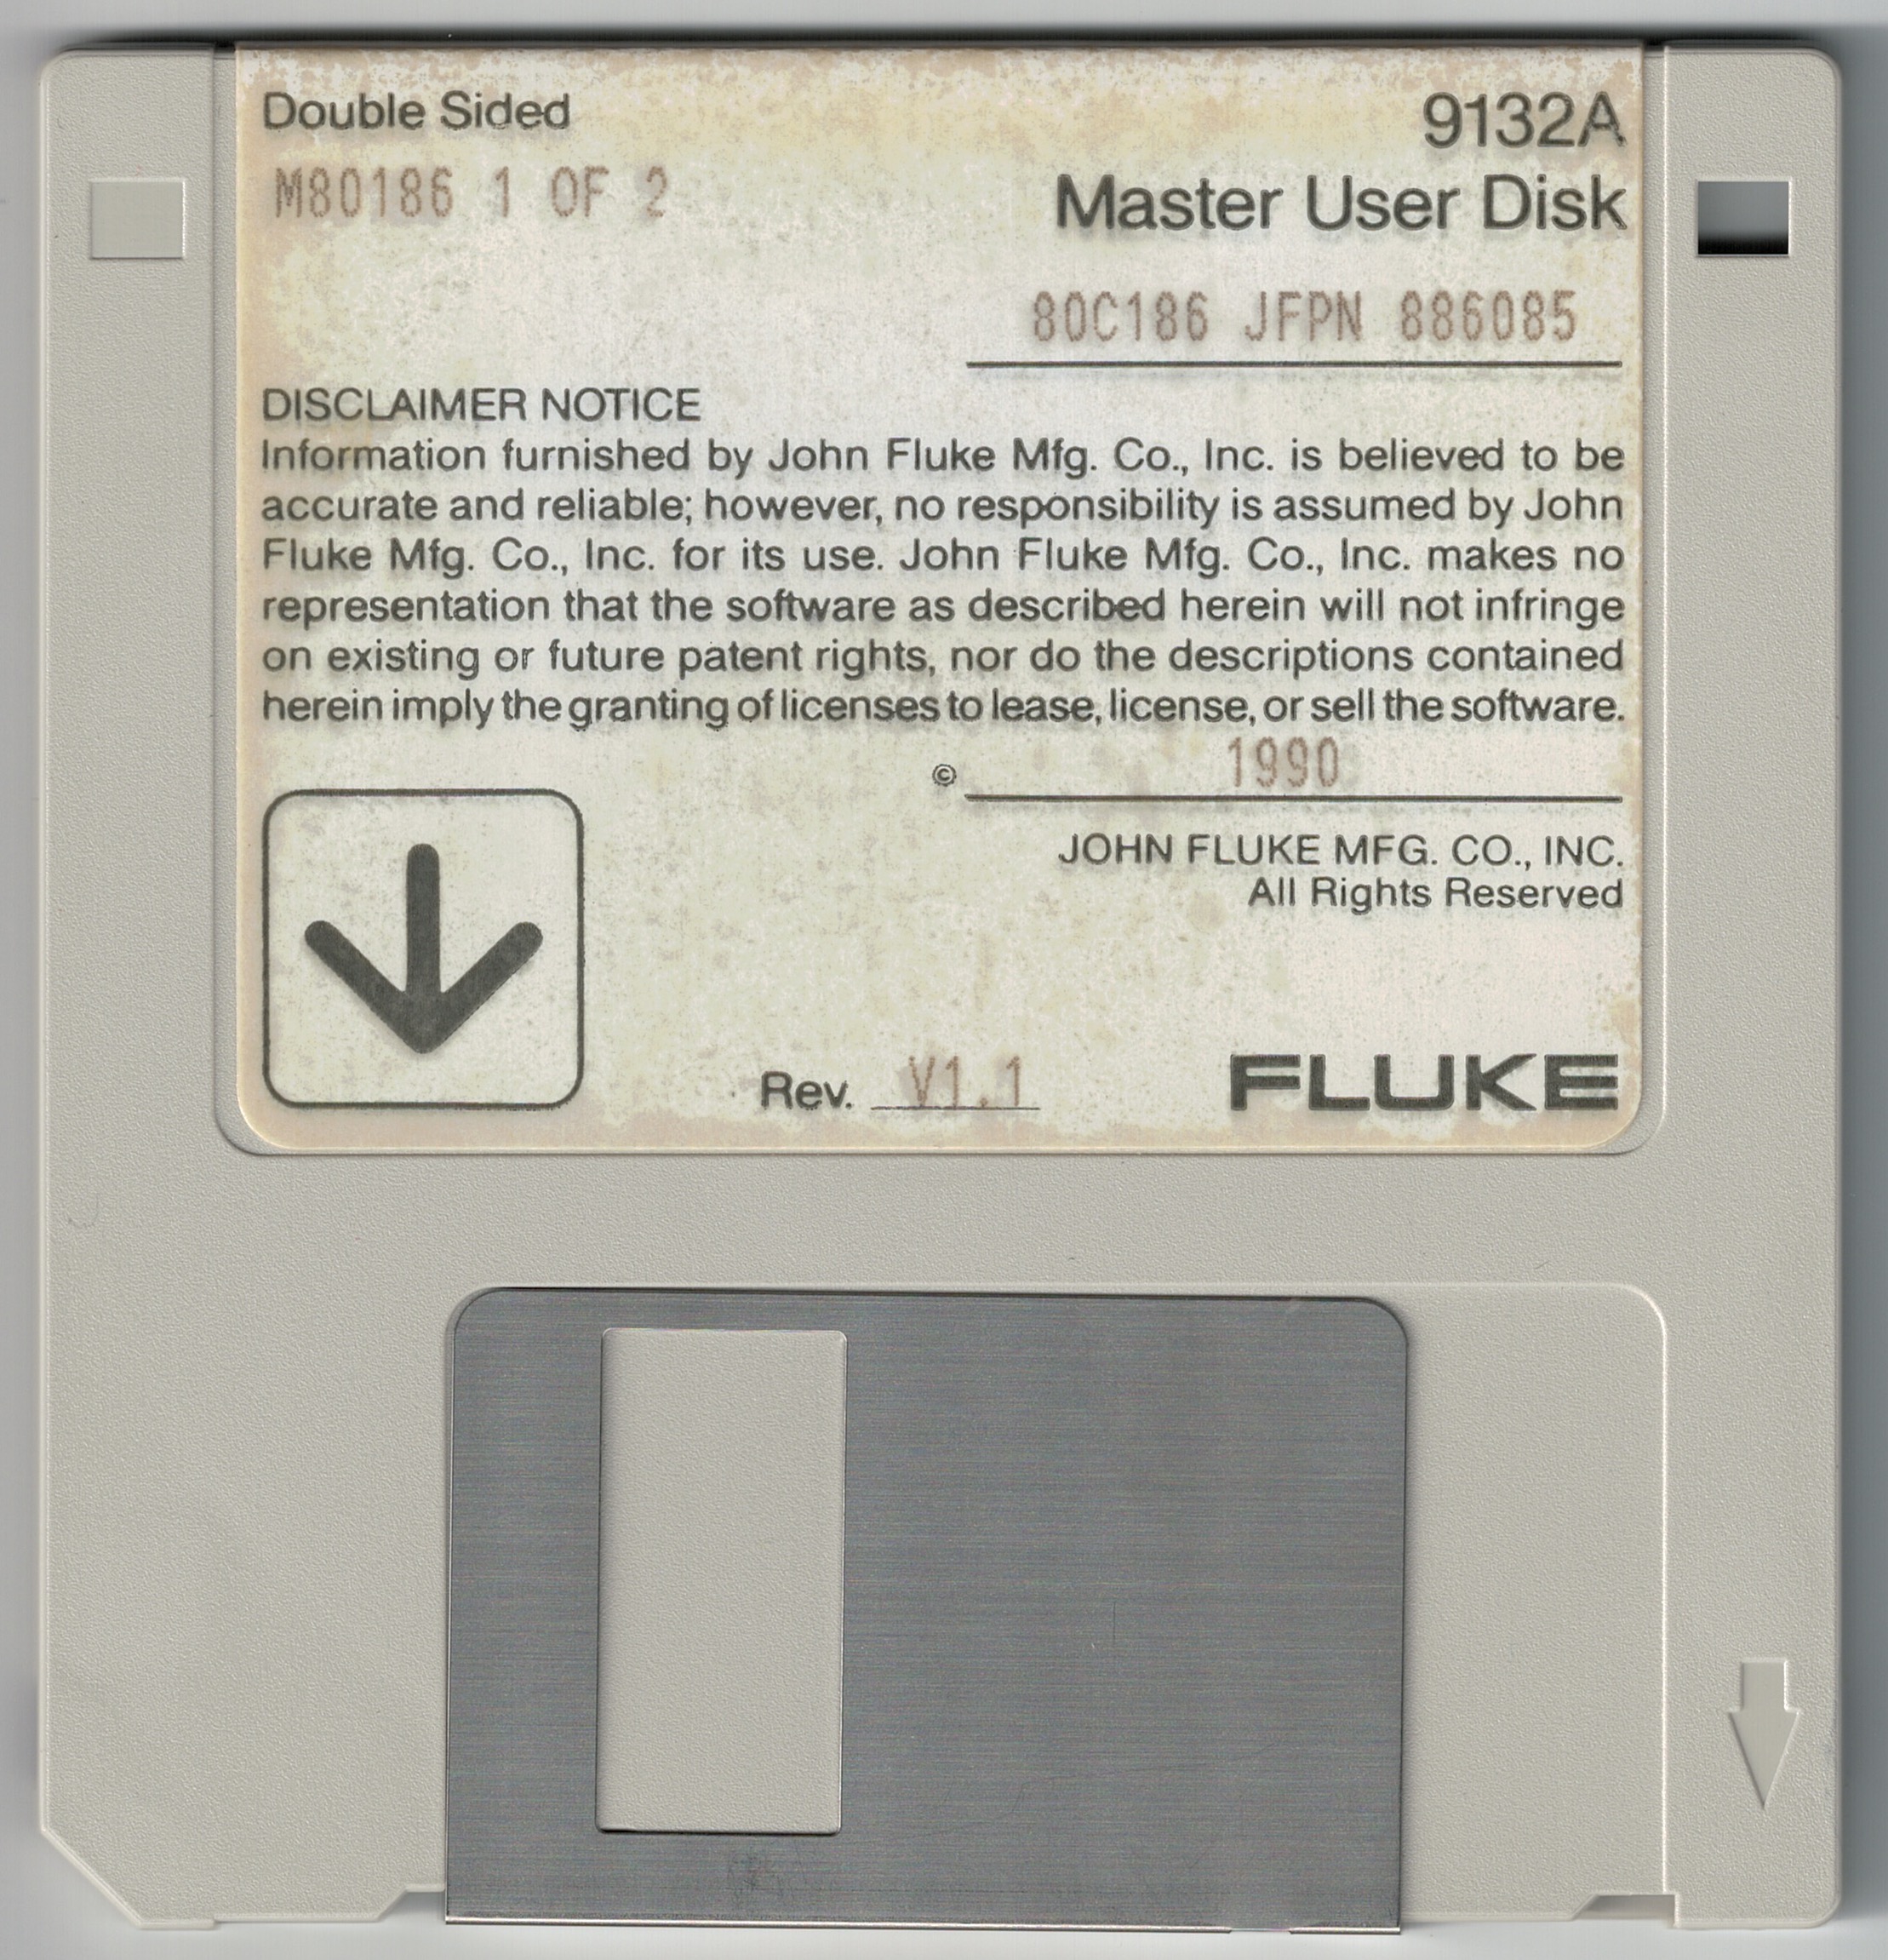 Double Sided
9132A
M80186 1 OF 2
Master User Disk
80C186 JFPN 886085
DISCLAIMER NOTICE
Information furnished by John Fluke Mfg. Co., Inc. is believed to be
accurate and reliable; however, no responsibility is assumed by John
Fluke Mfg. Co., Inc. for its use. John Fluke Mfg. Co., Inc. makes no
representation that the software as described herein will not infringe
on existing or future patent rights, nor do the descriptions contained
herein imply the granting of licenses to lease, license, or sell the software.
© 1990
JOHN FLUKE MFG. CO., INC.
All Rights Reserved
Rev. V1.1
FLUKE